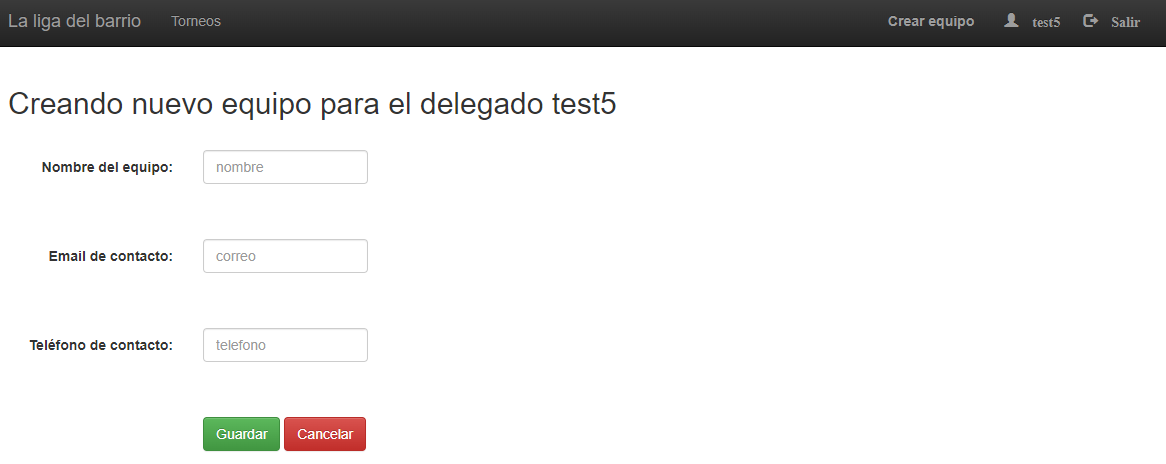 La liga del barrio Torneos Crear equipo test5 Salir
Creando nuevo equipo para el delegado test5
Nombre del equipo: nombre
Email de contacto: correo
Teléfono de contacto: telefono
Guardar Cancelar